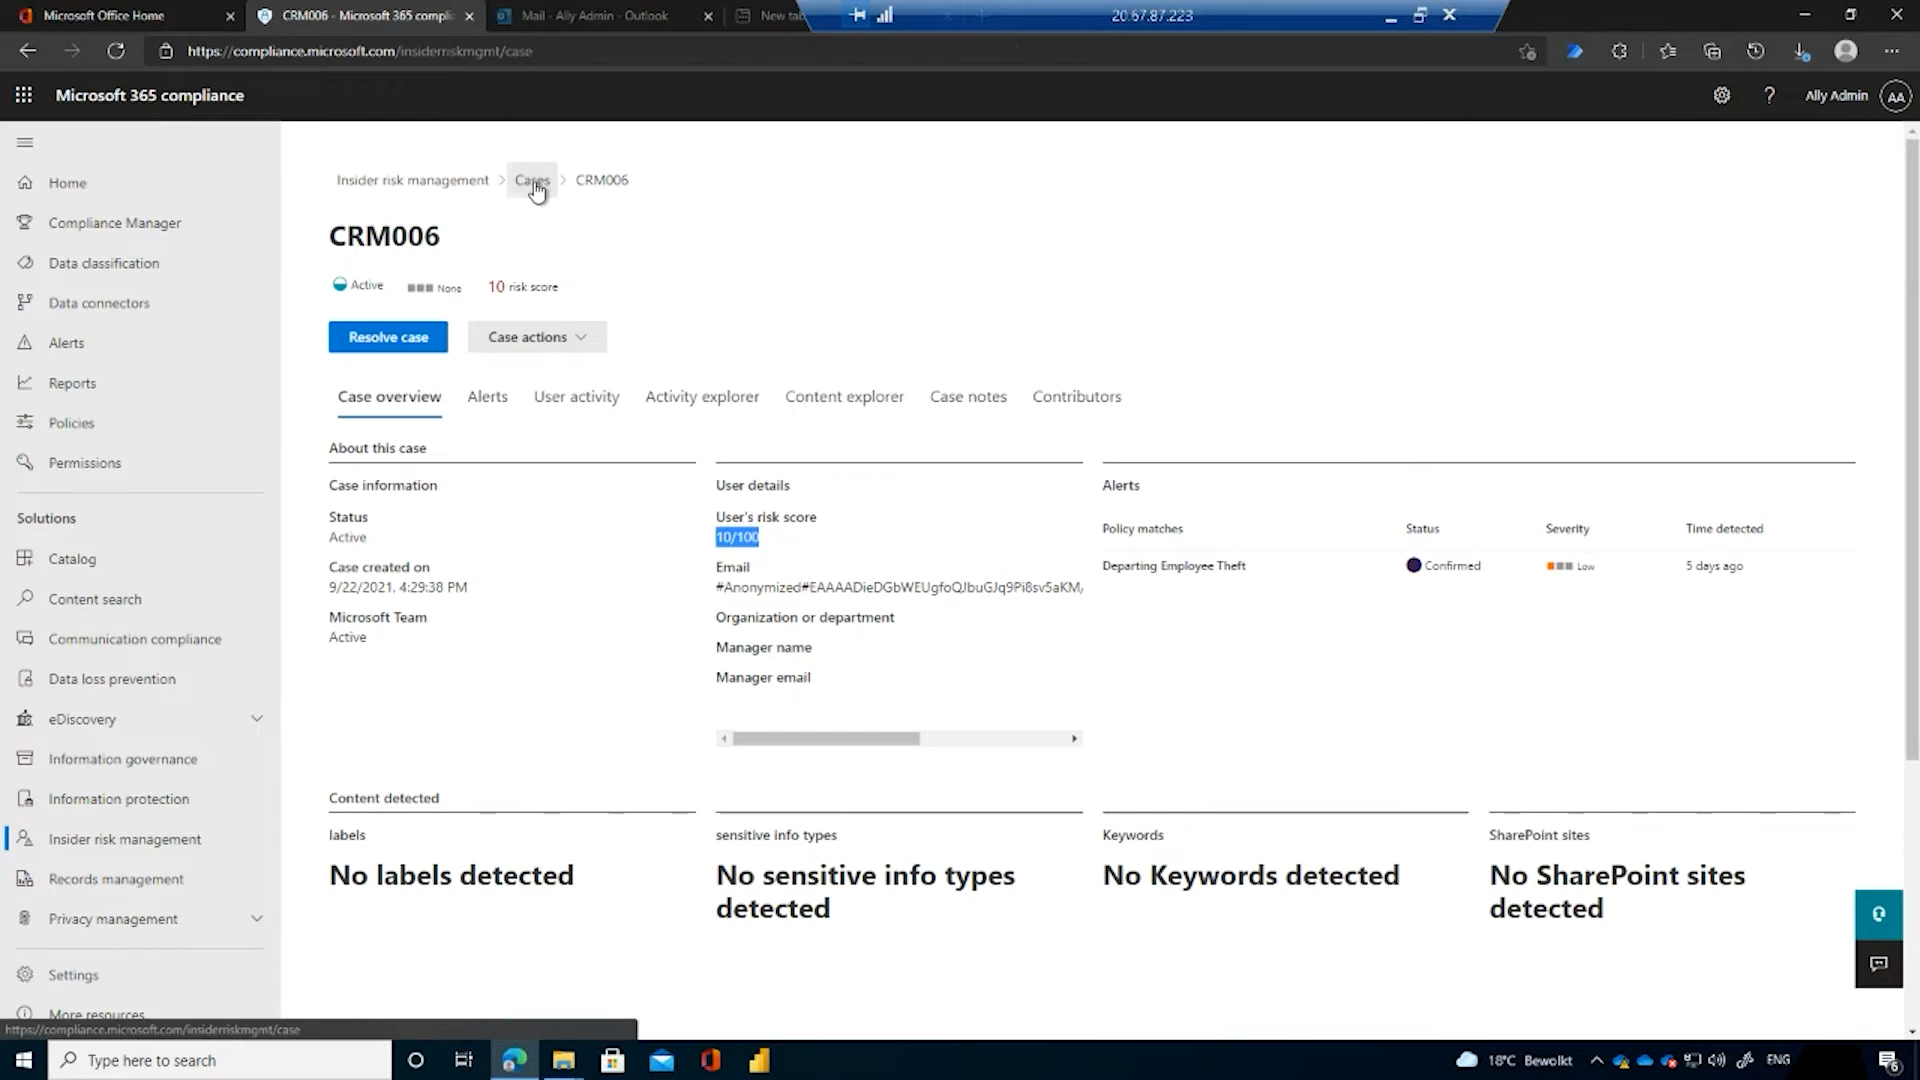 Microsoft Office Home
CRM006 - Microsoft 365 compli
Mail - Ally Admin - Outlook
New tab
20.67.87.223
https://compliance.microsoft.com/insiderriskmgmt/case
Microsoft 365 compliance
Ally Admin
AA
Home
Compliance Manager
Data classification
Data connectors
Alerts
Reports
Policies
Permissions
Solutions
Catalog
Content search
Communication compliance
Data loss prevention
eDiscovery
Information governance
Information protection
Insider risk management
Records management
Privacy management
Settings
More resources
Insider risk management > Cases > CRM006
CRM006
Active
None
10 risk score
Resolve case
Case actions
Case overview
Alerts
User activity
Activity explorer
Content explorer
Case notes
Contributors
About this case
Case information
Status
Active
Case created on
9/22/2021, 4:29:38 PM
Microsoft Team
Active
User details
User's risk score
10/100
Email
#Anonymized#EAAAADieDGbWEUgfoQJbuGJq9Pi8sv5aKM
Organization or department
Manager name
Manager email
Alerts
Policy matches
Status
Severity
Time detected
Departing Employee Theft
Confirmed
Low
5 days ago
Content detected
labels
No labels detected
sensitive info types
No sensitive info types
detected
Keywords
No Keywords detected
SharePoint sites
No SharePoint sites
detected
https://compliance.microsoft.com/insiderriskmgmt/case
Type here to search
18°C Bewolkt
ENG
6